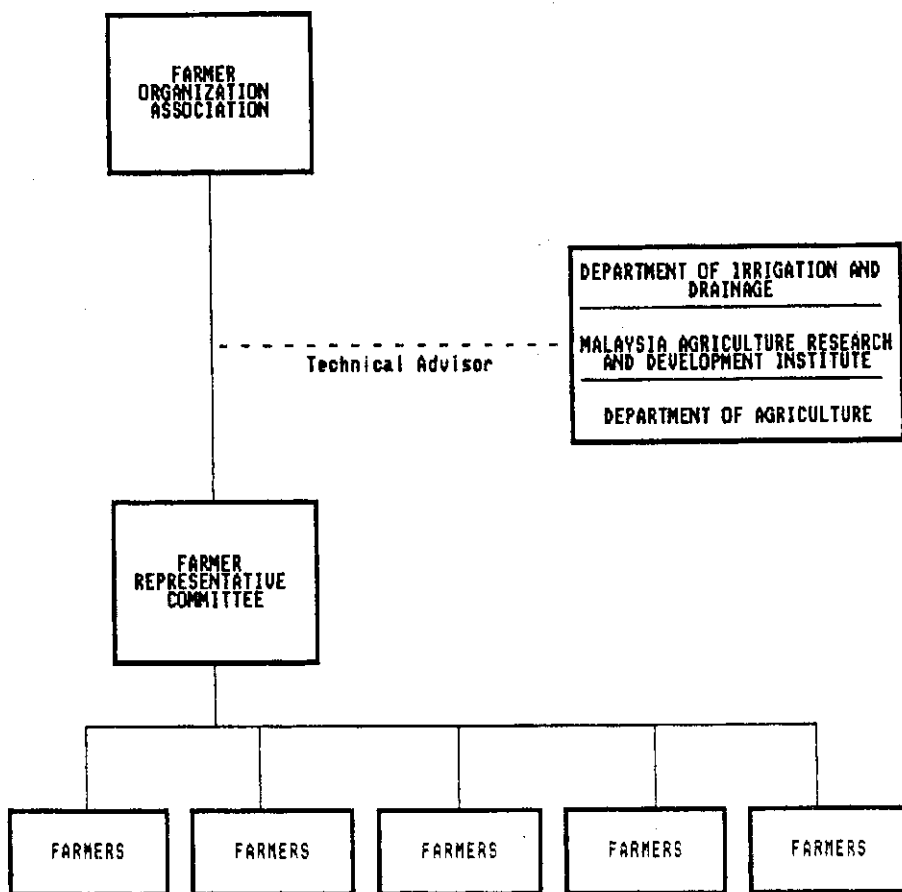 FARMER
ORGANIZATION
ASSOCIATION
DEPARTMENT OF IRRIGATION AND
DRAINAGE
MALAYSIA AGRICULTURE RESEARCH
AND DEVELOPMENT INSTITUTE
DEPARTMENT OF AGRICULTURE
Technical Advisor
FARMER
REPRESENTATIVE
COMMITTEE
FARMERS
FARMERS
FARMERS
FARMERS
FARMERS